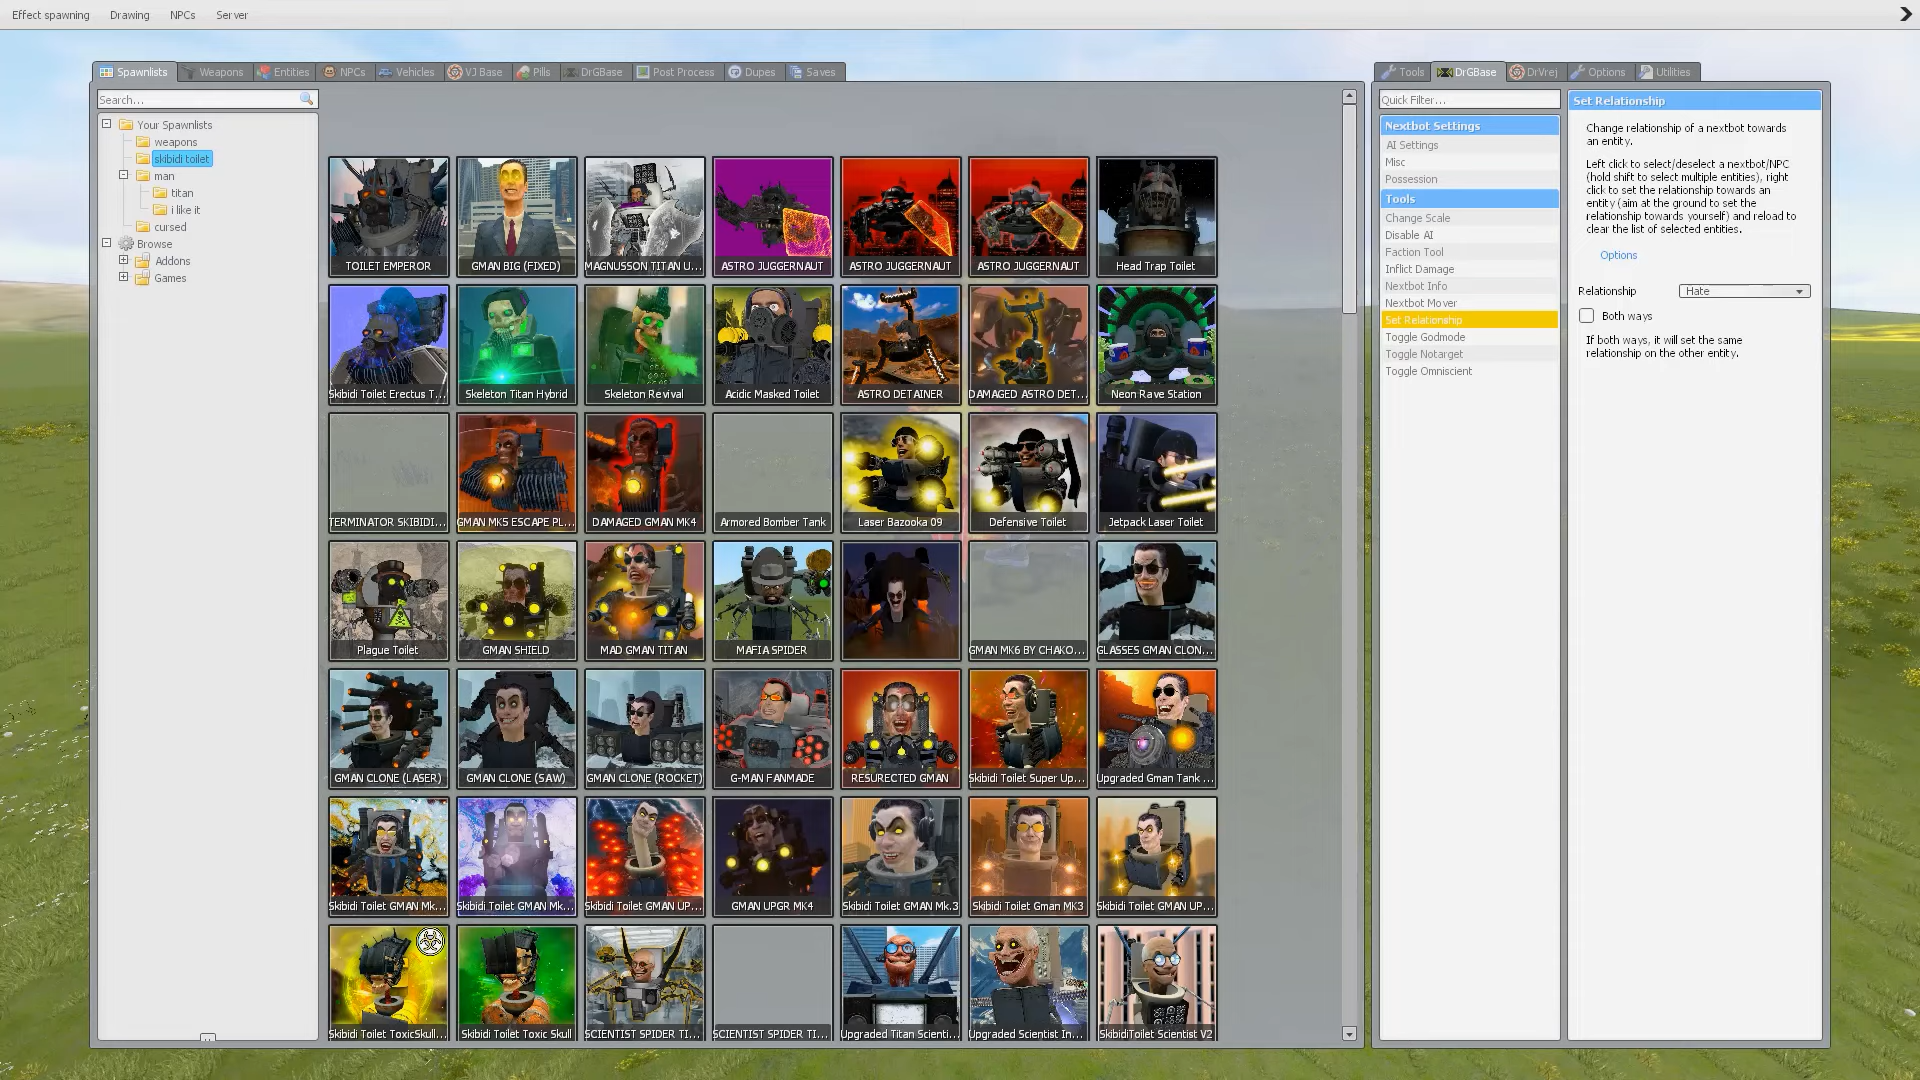 Effect spawning Drawing NPCs Server
Spawnlists Weapons Entities NPCs Vehicles VJ Base Pills DrGBase Post Process Dupes Saves
Search...
Your Spawnlists
weapons
skibidi toilet
man
titan
i like it
cursed
Browse
Addons
Games
TOILET EMPEROR GMAN BIG (FIXED) MAGNUSSON TITAN U... ASTRO JUGGERNAUT ASTRO JUGGERNAUT ASTRO JUGGERNAUT Head Trap Toilet
Skibidi Toilet Erectus T... Skeleton Titan Hybrid Skeleton Revival Acidic Masked Toilet ASTRO DETAINER DAMAGED ASTRO DET... Neon Rave Station
TERMINATOR SKIBIDI... GMAN MK5 ESCAPE PL... DAMAGED GMAN MK4 Armored Bomber Tank Laser Bazooka 09 Defensive Toilet Jetpack Laser Toilet
Plague Toilet GMAN SHIELD MAD GMAN TITAN MAFIA SPIDER GMAN MK6 BY CHAKO... GLASSES GMAN CLON...
GMAN CLONE (LASER) GMAN CLONE (SAW) GMAN CLONE (ROCKET) G-MAN FANMADE RESURECTED GMAN Skibidi Toilet Super Up... Upgraded Gman Tank ...
Skibidi Toilet GMAN Mk... Skibidi Toilet GMAN Mk... Skibidi Toilet GMAN UP... GMAN UPGR MK4 Skibidi Toilet GMAN Mk.3 Skibidi Toilet Gman MK3 Skibidi Toilet GMAN UP...
Skibidi Toilet ToxicSkull... Skibidi Toilet Toxic Skull SCIENTIST SPIDER TI... SCIENTIST SPIDER TI... Upgraded Titan Scienti... Upgraded Scientist In... SkibidiToilet Scientist V2
Tools DrGBase DrVrej Options Utilities
Quick Filter...
Nextbot Settings
AI Settings
Misc
Possession
Tools
Change Scale
Disable AI
Faction Tool
Inflict Damage
Nextbot Info
Nextbot Mover
Set Relationship
Toggle Godmode
Toggle Notarget
Toggle Omniscient
Set Relationship
Change relationship of a nextbot towards
an entity.
Left click to select/deselect a nextbot/NPC
(hold shift to select multiple entities), right
click to set the relationship towards an
entity (aim at the ground to set the
relationship towards yourself) and reload to
clear the list of selected entities.
Options
Relationship Hate
Both ways
If both ways, it will set the same
relationship on the other entity.